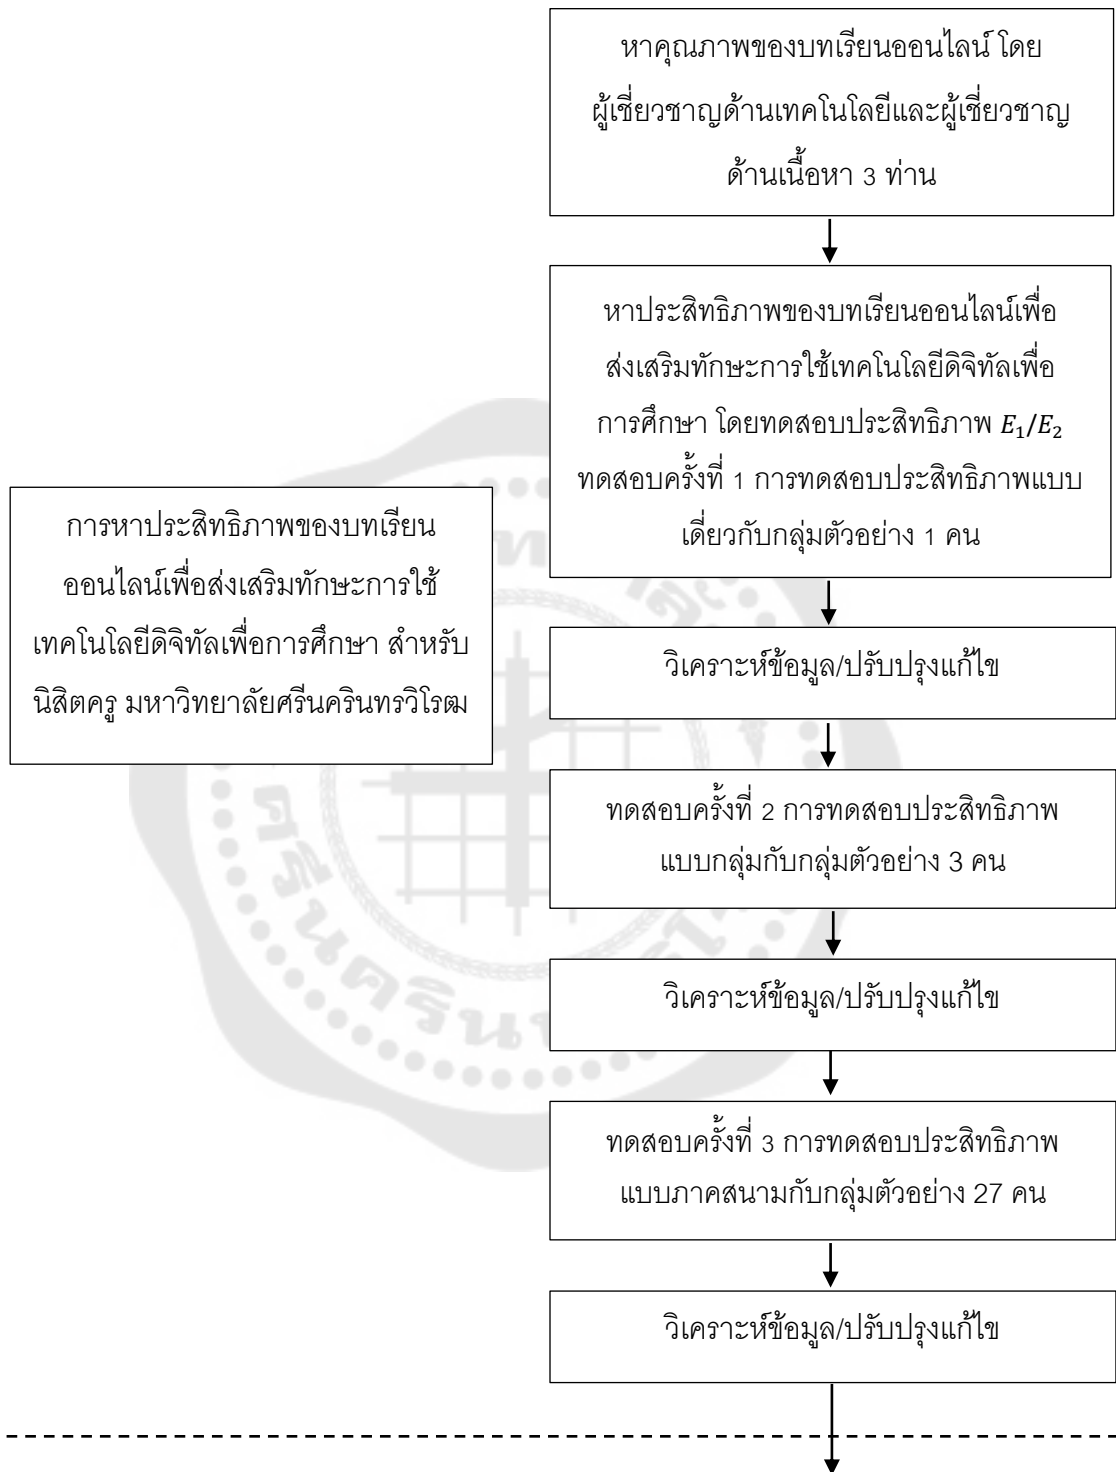 หาคุณภาพของบทเรียนออนไลน์ โดย
ผู้เชี่ยวชาญด้านเทคโนโลยีและผู้เชี่ยวชาญ
ด้านเนื้อหา 3 ท่าน
หาประสิทธิภาพของบทเรียนออนไลน์เพื่อ
ส่งเสริมทักษะการใช้เทคโนโลยีดิจิทัลเพื่อ
การศึกษา โดยทดสอบประสิทธิภาพ E₁/E₂
ทดสอบครั้งที่ 1 การทดสอบประสิทธิภาพแบบ
เดี่ยวกับกลุ่มตัวอย่าง 1 คน
การหาประสิทธิภาพของบทเรียน
ออนไลน์เพื่อส่งเสริมทักษะการใช้
เทคโนโลยีดิจิทัลเพื่อการศึกษา สำหรับ
นิสิตครู มหาวิทยาลัยศรีนครินทรวิโรฒ
วิเคราะห์ข้อมูล/ปรับปรุงแก้ไข
ทดสอบครั้งที่ 2 การทดสอบประสิทธิภาพ
แบบกลุ่มกับกลุ่มตัวอย่าง 3 คน
วิเคราะห์ข้อมูล/ปรับปรุงแก้ไข
ทดสอบครั้งที่ 3 การทดสอบประสิทธิภาพ
แบบภาคสนามกับกลุ่มตัวอย่าง 27 คน
วิเคราะห์ข้อมูล/ปรับปรุงแก้ไข